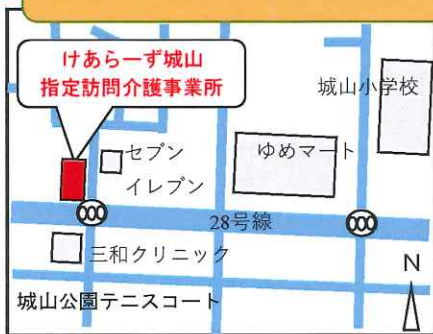 けあらーず城山
指定訪問介護事業所
城山小学校
セブン
イレブン
ゆめマート
28号線
三和クリニック
N
城山公園テニスコート